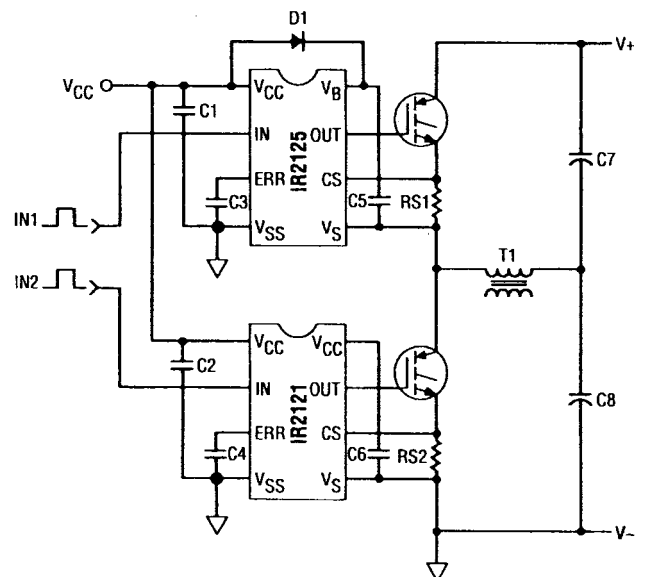 D1
V+
VCC
C1
VCC
VB
IN
OUT
IR2125
ERR
CS
C3
C5
RS1
C7
VSS
VS
IN1
T1
IN2
VCC
VCC
C2
IN
OUT
IR2121
ERR
CS
C4
C6
RS2
C8
VSS
VS
V~